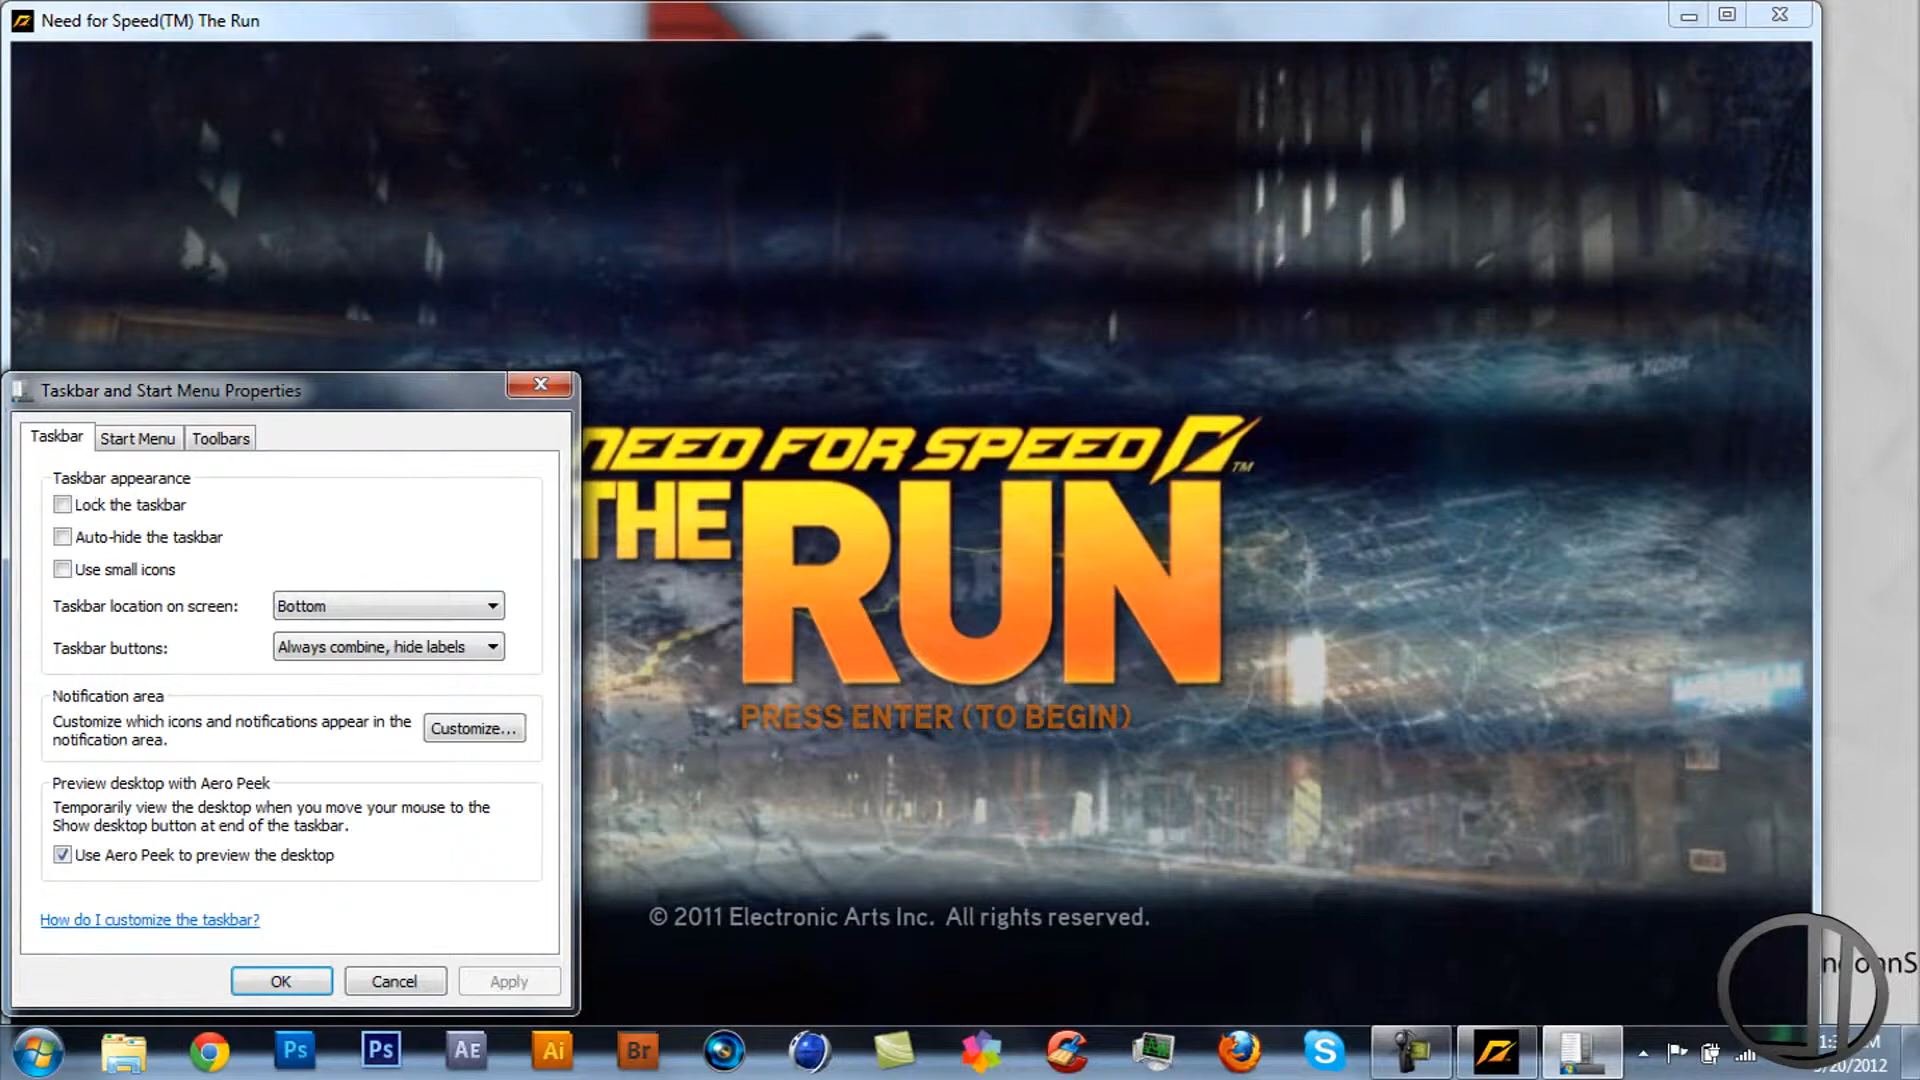 Need for Speed(TM) The Run
NEW YORK
Taskbar and Start Menu Properties
Taskbar
Start Menu
Toolbars
Taskbar appearance
Lock the taskbar
Auto-hide the taskbar
Use small icons
Taskbar location on screen:
Bottom
Taskbar buttons:
Always combine, hide labels
Notification area
Customize which icons and notifications appear in the
notification area.
Customize...
Preview desktop with Aero Peek
Temporarily view the desktop when you move your mouse to the
Show desktop button at end of the taskbar.
Use Aero Peek to preview the desktop
How do I customize the taskbar?
OK
Cancel
Apply
NEED FOR SPEED TM
THE RUN
PRESS ENTER (TO BEGIN)
© 2011 Electronic Arts Inc. All rights reserved.
Ps
Ps
AE
Ai
Br
S
/20/2012